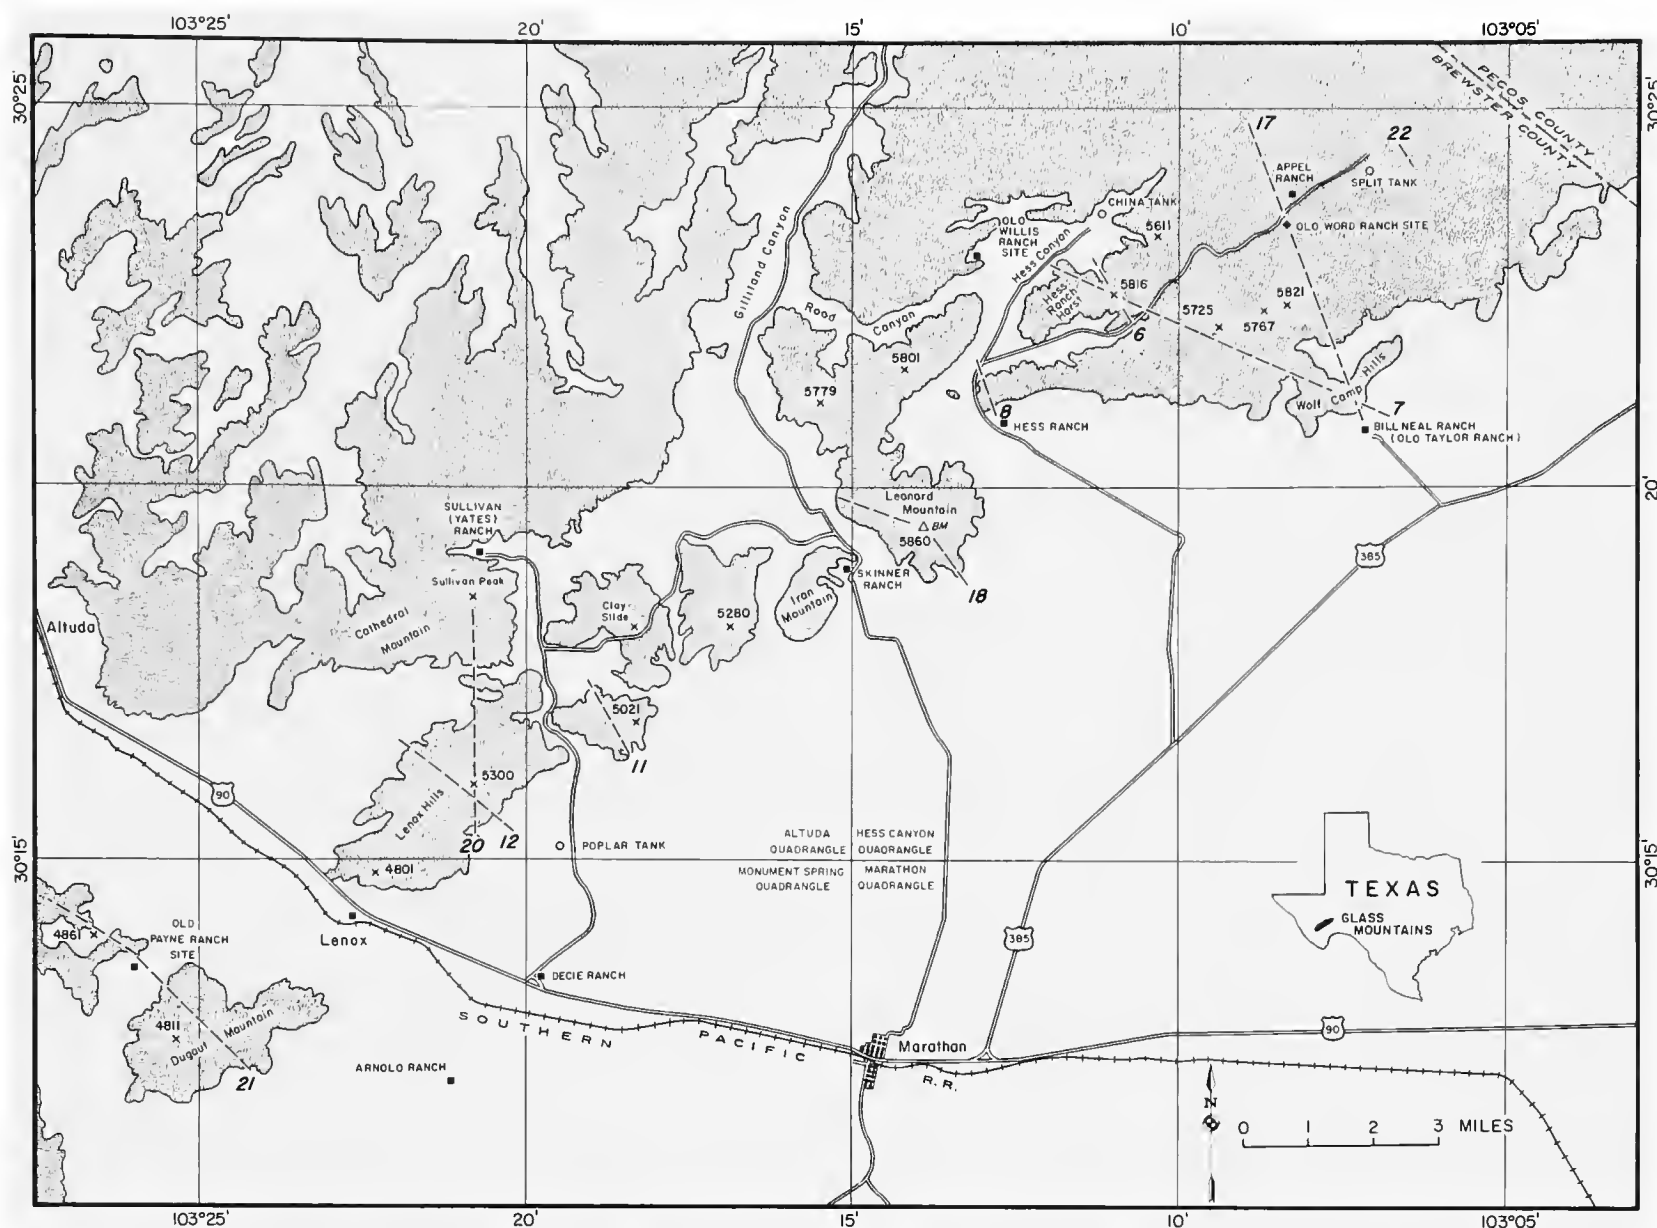 103°25'
20'
15'
10'
103°05'
30°25'
30°25'
PECOS COUNTY
BREWSTER COUNTY
17
22
APPEL
RANCH
SPLIT TANK
CHINA TANK
OLD
WILLIS
RANCH
SITE
5611
OLD WORD RANCH SITE
Gilliland Canyon
Hess Canyon
Hess
Ranch
Horst
5816
5821
5725
5767
6
Road Canyon
5801
5779
Wolf Camp Hills
7
8
HESS RANCH
BILL NEAL RANCH
(OLD TAYLOR RANCH)
20'
20'
Leonard
Mountain
BM
5860
SULLIVAN
(YATES)
RANCH
385
Sullivan Peak
SKINNER
RANCH
18
Iron
Mountain
Clay
Slide
5280
Altuda
Cathedral
Mountain
5021
11
5300
90
Lenox Hills
20
12
POPLAR TANK
ALTUDA
QUADRANGLE
HESS CANYON
QUADRANGLE
MONUMENT SPRING
QUADRANGLE
MARATHON
QUADRANGLE
30°15'
30°15'
4801
TEXAS
GLASS
MOUNTAINS
4861
OLD
PAYNE RANCH
SITE
Lenox
385
DECIE RANCH
4811
Dugout Mountain
21
SOUTHERN PACIFIC R.R.
90
Marathon
ARNOLD RANCH
N
0 1 2 3 MILES
103°25'
20'
15'
10'
103°05'